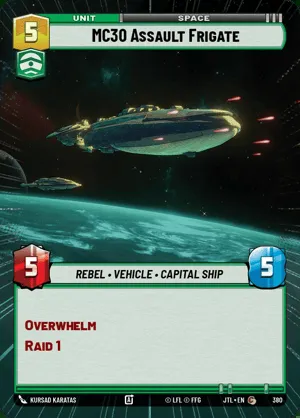 5
UNIT
SPACE
MC30 ASSAULT FRIGATE
5
REBEL • VEHICLE • CAPITAL SHIP
5
OVERWHELM
RAID 1
KURSAD KARATAS
© LFL © FFG
JTL • EN
C
380